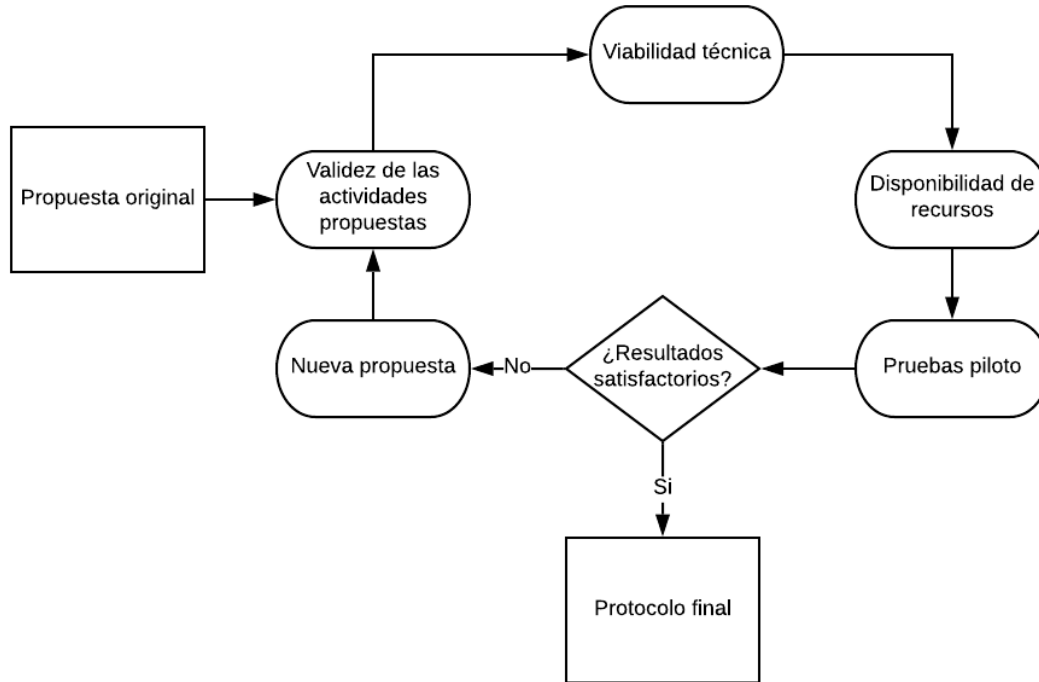 Viabilidad técnica
Propuesta original
Validez de las
actividades
propuestas
Disponibilidad de
recursos
Nueva propuesta
No
¿Resultados
satisfactorios?
Pruebas piloto
Si
Protocolo final